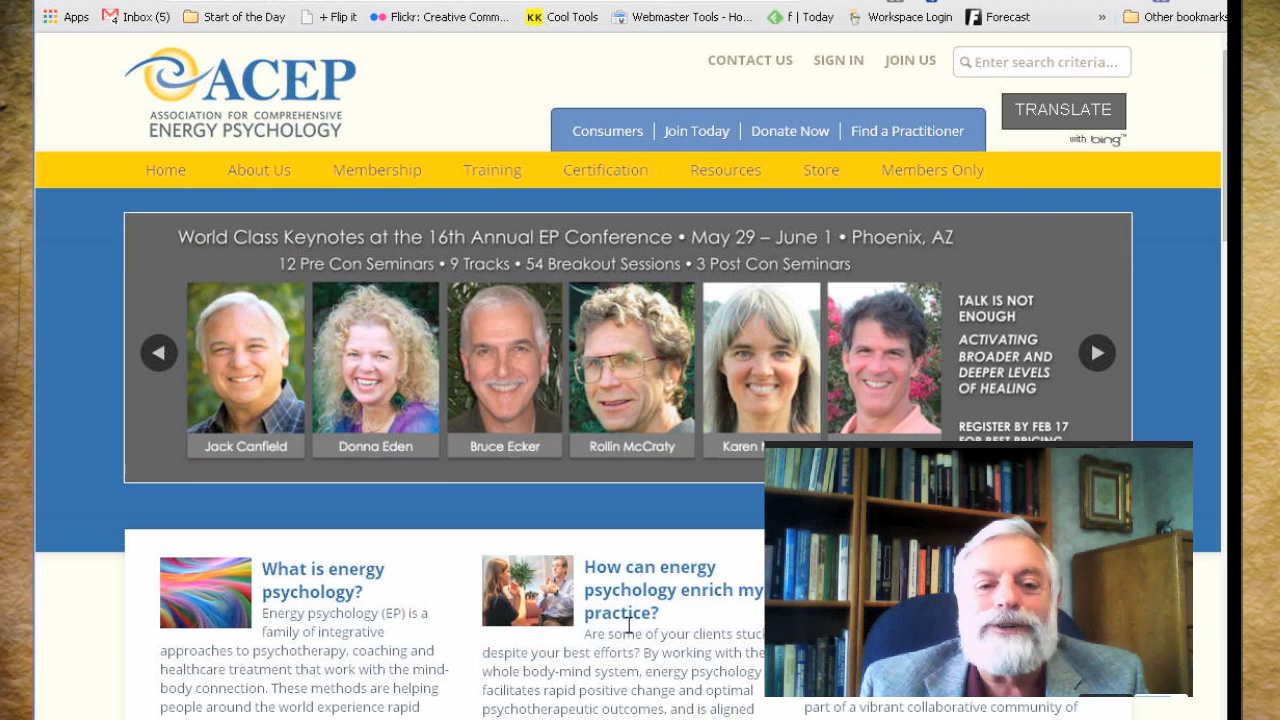 Apps
Inbox (5)
Start of the Day
+ Flip it
Flickr: Creative Comm...
KK Cool Tools
Webmaster Tools - Ho...
f | Today
Workspace Login
Forecast
»
Other bookmarks
ACEP
ASSOCIATION FOR COMPREHENSIVE
ENERGY PSYCHOLOGY
CONTACT US SIGN IN JOIN US
Enter search criteria...
TRANSLATE
with bing™
Consumers | Join Today | Donate Now | Find a Practitioner
Home About Us Membership Training Certification Resources Store Members Only
World Class Keynotes at the 16th Annual EP Conference • May 29 – June 1 • Phoenix, AZ
12 Pre Con Seminars • 9 Tracks • 54 Breakout Sessions • 3 Post Con Seminars
Jack Canfield
Donna Eden
Bruce Ecker
Rollin McCraty
Karen
TALK IS NOT
ENOUGH
ACTIVATING
BROADER AND
DEEPER LEVELS
OF HEALING
REGISTER BY FEB 17
FOR BEST PRICING
What is energy
psychology?
Energy psychology (EP) is a
family of integrative
approaches to psychotherapy, coaching and
healthcare treatment that work with the mind-
body connection. These methods are helping
people around the world experience rapid
How can energy
psychology enrich my
practice?
Are some of your clients stuck
despite your best efforts? By working with the
whole body-mind system, energy psychology
facilitates rapid positive change and optimal
psychotherapeutic outcomes, and is aligned
part of a vibrant collaborative community of